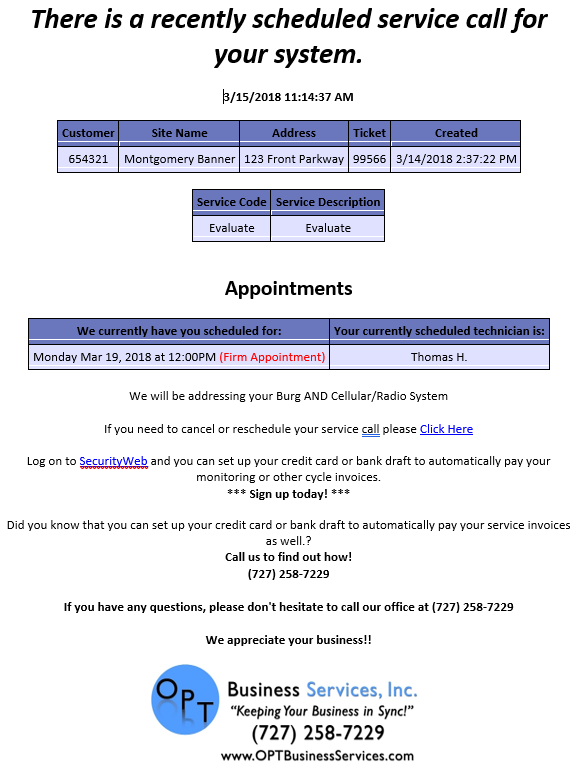 There is a recently scheduled service call for
your system.
3/15/2018 11:14:37 AM
Customer Site Name Address Ticket Created
654321 Montgomery Banner 123 Front Parkway 99566 3/14/2018 2:37:22 PM
Service Code Service Description
Evaluate Evaluate
Appointments
We currently have you scheduled for: Your currently scheduled technician is:
Monday Mar 19, 2018 at 12:00PM (Firm Appointment) Thomas H.
We will be addressing your Burg AND Cellular/Radio System
If you need to cancel or reschedule your service call please Click Here
Log on to SecurityWeb and you can set up your credit card or bank draft to automatically pay your
monitoring or other cycle invoices.
*** Sign up today! ***
Did you know that you can set up your credit card or bank draft to automatically pay your service invoices
as well.?
Call us to find out how!
(727) 258-7229
If you have any questions, please don't hesitate to call our office at (727) 258-7229
We appreciate your business!!
OPT Business Services, Inc.
"Keeping Your Business in Sync!"
(727) 258-7229
www.OPTBusinessServices.com